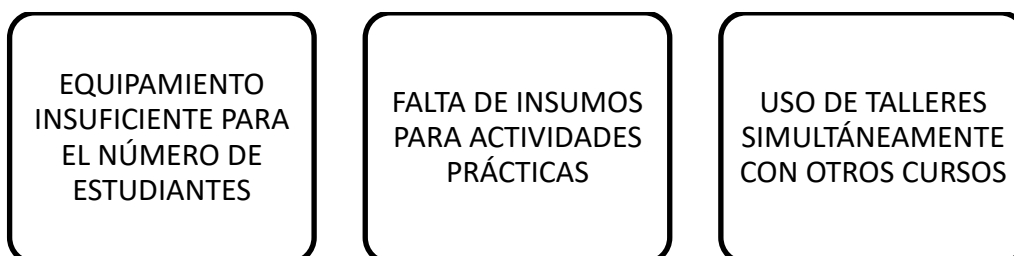 EQUIPAMIENTO
INSUFICIENTE PARA
EL NÚMERO DE
ESTUDIANTES
FALTA DE INSUMOS
PARA ACTIVIDADES
PRÁCTICAS
USO DE TALLERES
SIMULTÁNEAMENTE
CON OTROS CURSOS